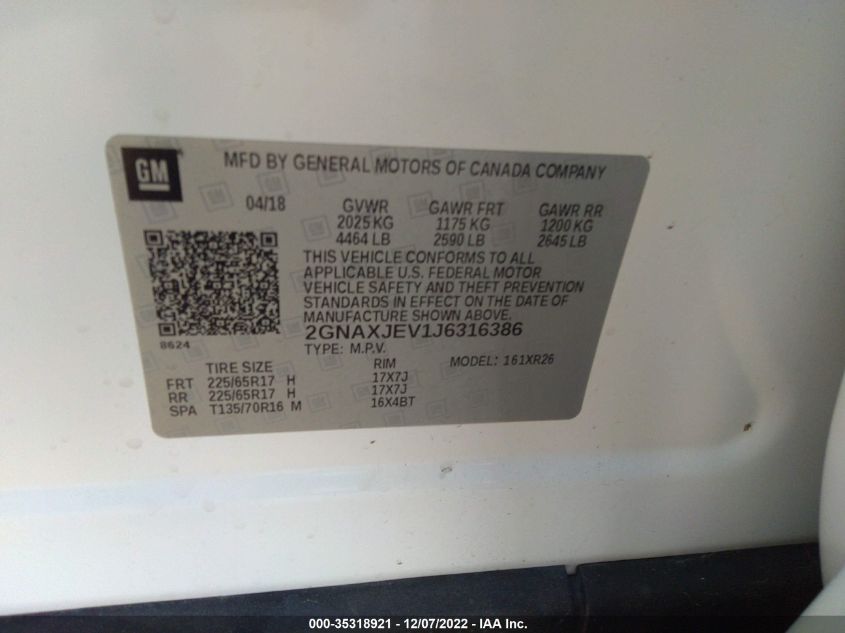 GM
MFD BY GENERAL MOTORS OF CANADA COMPANY
04/18 GVWR GAWR FRT GAWR RR
2025 KG 1175 KG 1200 KG
4464 LB 2590 LB 2645 LB
THIS VEHICLE CONFORMS TO ALL
APPLICABLE U.S. FEDERAL MOTOR
VEHICLE SAFETY AND THEFT PREVENTION
STANDARDS IN EFFECT ON THE DATE OF
MANUFACTURE SHOWN ABOVE.
2GNAXJEV1J6316386
8624
TYPE: M.P.V. MODEL: 161XR26
TIRE SIZE RIM
FRT 225/65R17 H 17X7J
RR 225/65R17 H 17X7J
SPA T135/70R16 M 16X4BT
000-35318921 - 12/07/2022 - IAA Inc.